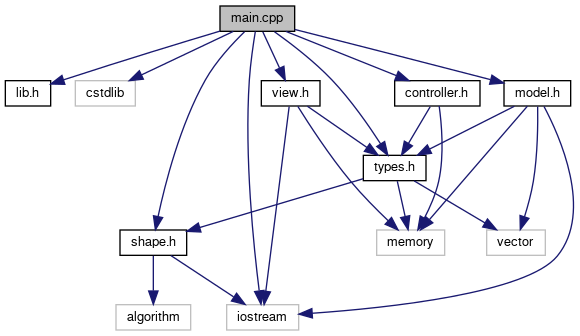 main.cpp
lib.h
cstdlib
view.h
controller.h
model.h
types.h
shape.h
memory
vector
algorithm
iostream